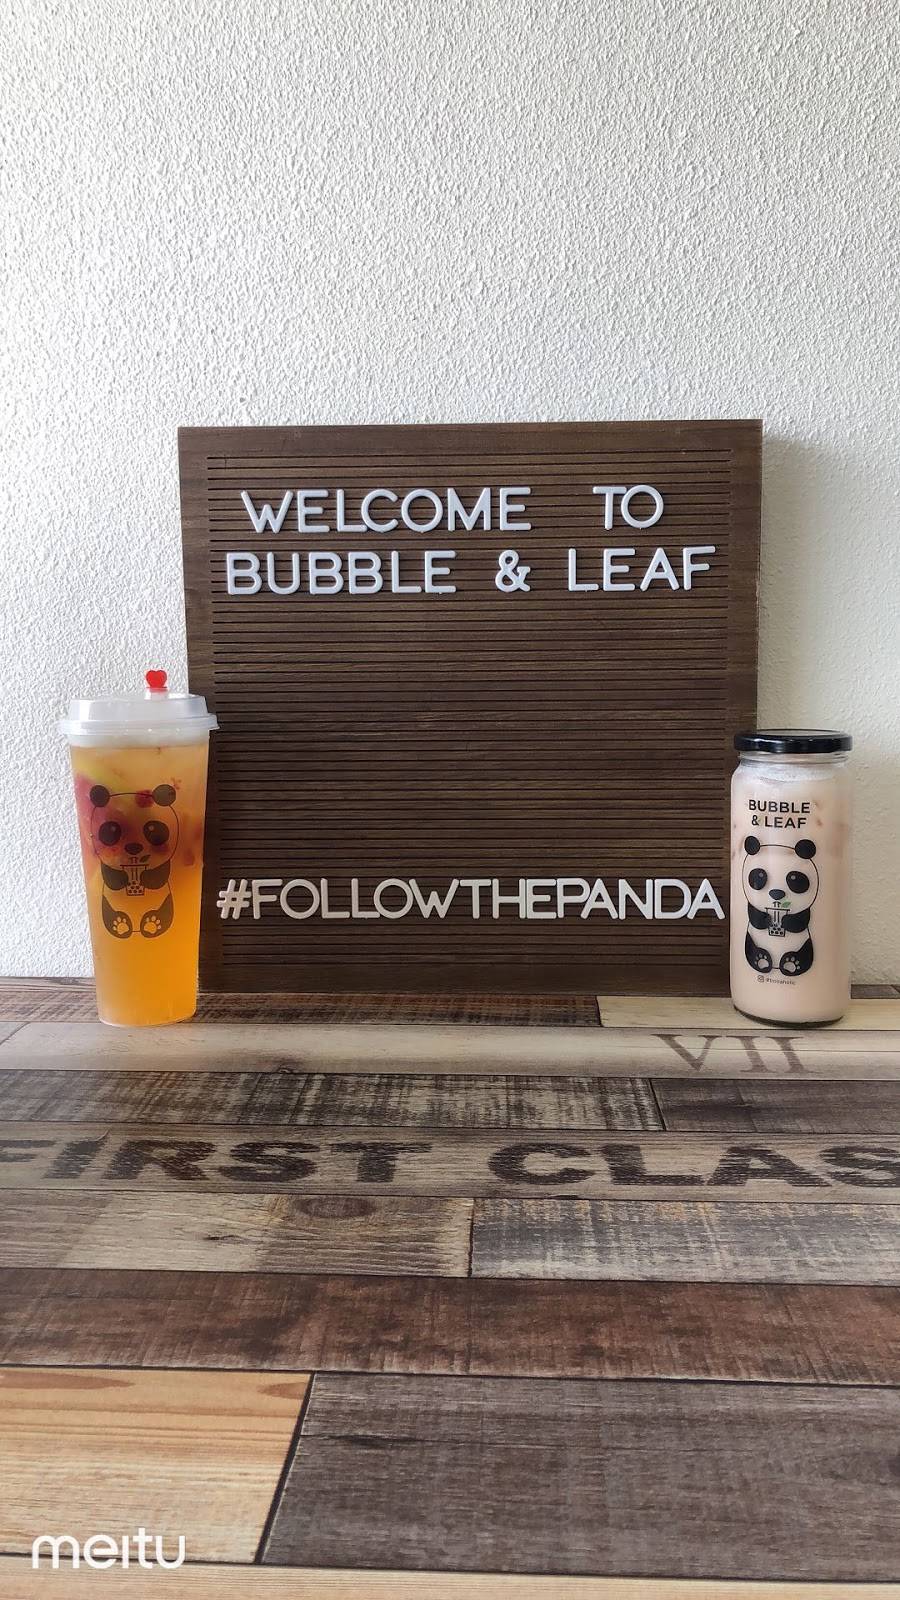 WELCOME TO
BUBBLE & LEAF
BUBBLE
& LEAF
#FOLLOWTHEPANDA
VII
FIRST CLAS
meitu